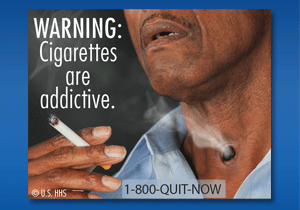 WARNING:
Cigarettes
are
addictive.
© U.S. HHS
1-800-QUIT-NOW